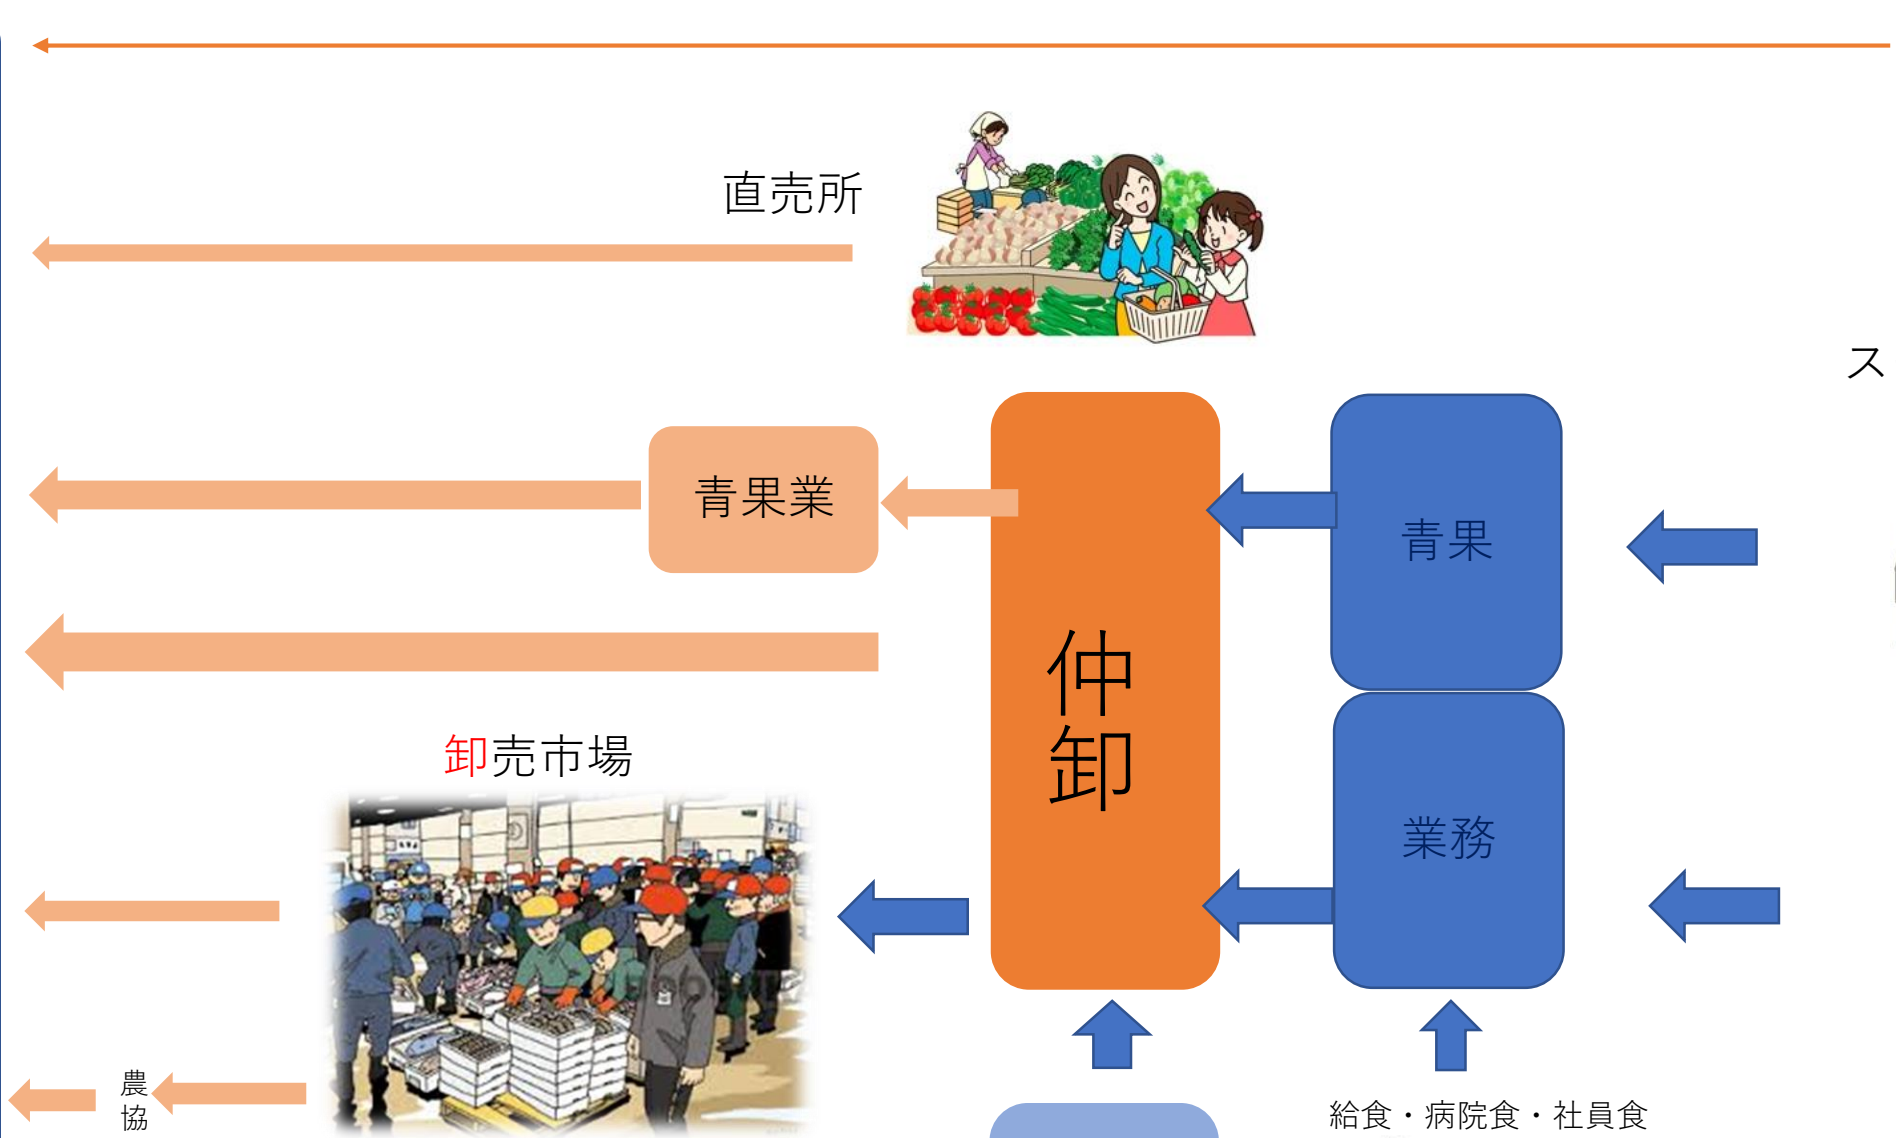 直売所
ス
青果業
青果
仲卸
卸売市場
業務
農協
給食・病院食・社員食